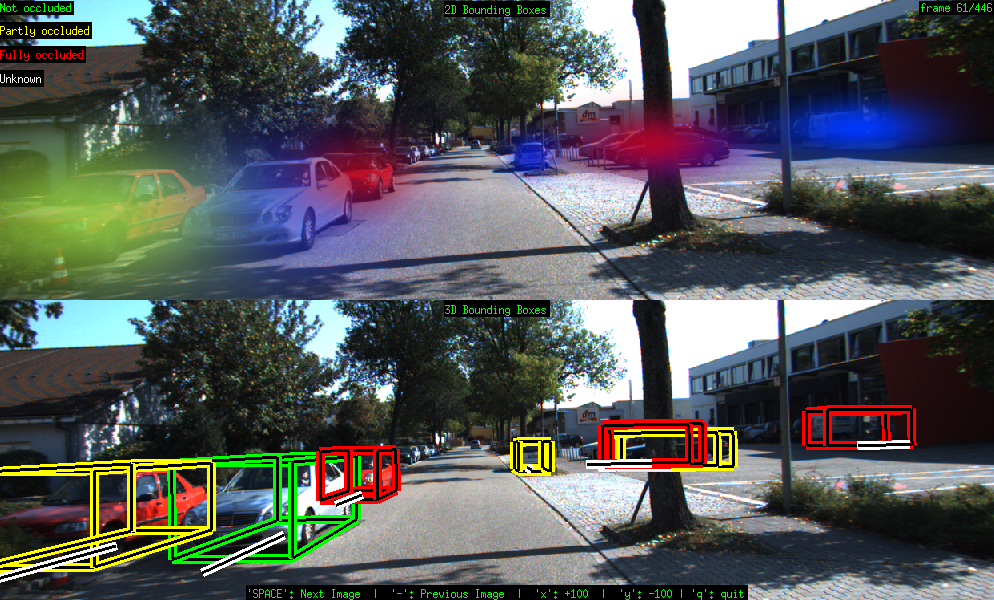 Not occluded
2D Bounding Boxes
frame 61/446
Partly occluded
Fully occluded
Unknown
dm
3D Bounding Boxes
dm
'SPACE': Next Image | '-': Previous Image | 'x': +100 | 'y': -100 | 'q': quit